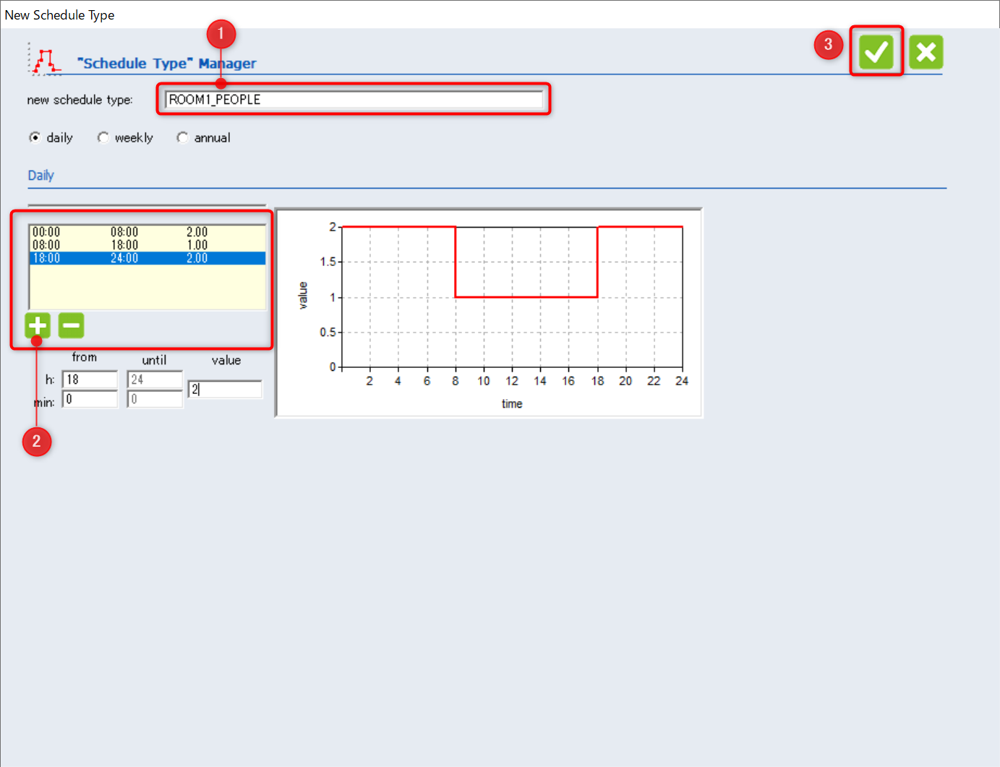 New Schedule Type
1
3
"Schedule Type" Manager
new schedule type: ROOM1_PEOPLE
daily weekly annual
Daily
00:00 08:00 2.00
08:00 18:00 1.00
18:00 24:00 2.00
from until value
h: 18 24 2
min: 0 0
2
2
1.5
1
0.5
0
value
2 4 6 8 10 12 14 16 18 20 22 24
time